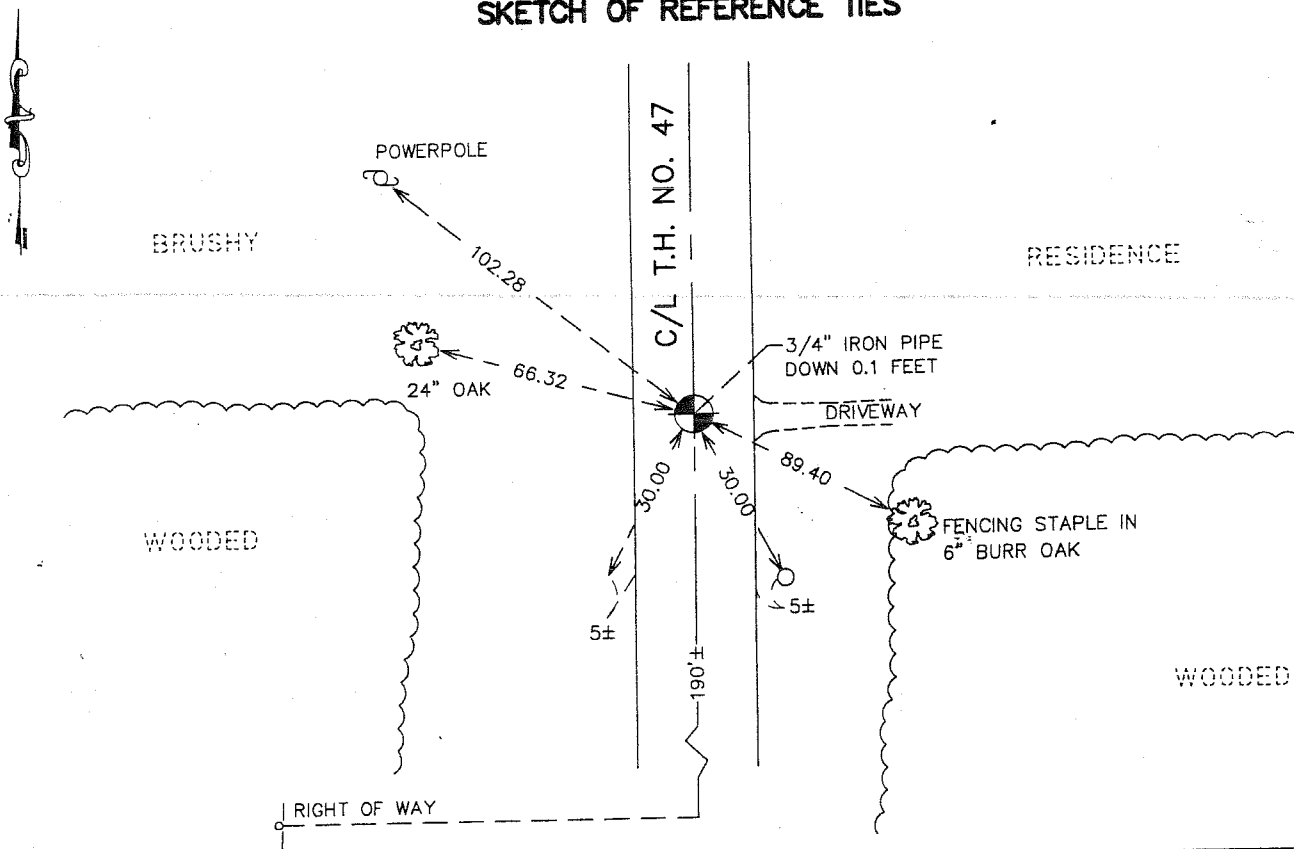 SKETCH OF REFERENCE TIES
POWERPOLE
C/L T.H. NO. 47
BRUSHY
RESIDENCE
102.28
3/4" IRON PIPE
DOWN 0.1 FEET
66.32
24" OAK
DRIVEWAY
89.40
30.00
30.00
FENCING STAPLE IN
6" BURR OAK
WOODED
5±
5±
190'±
WOODED
RIGHT OF WAY